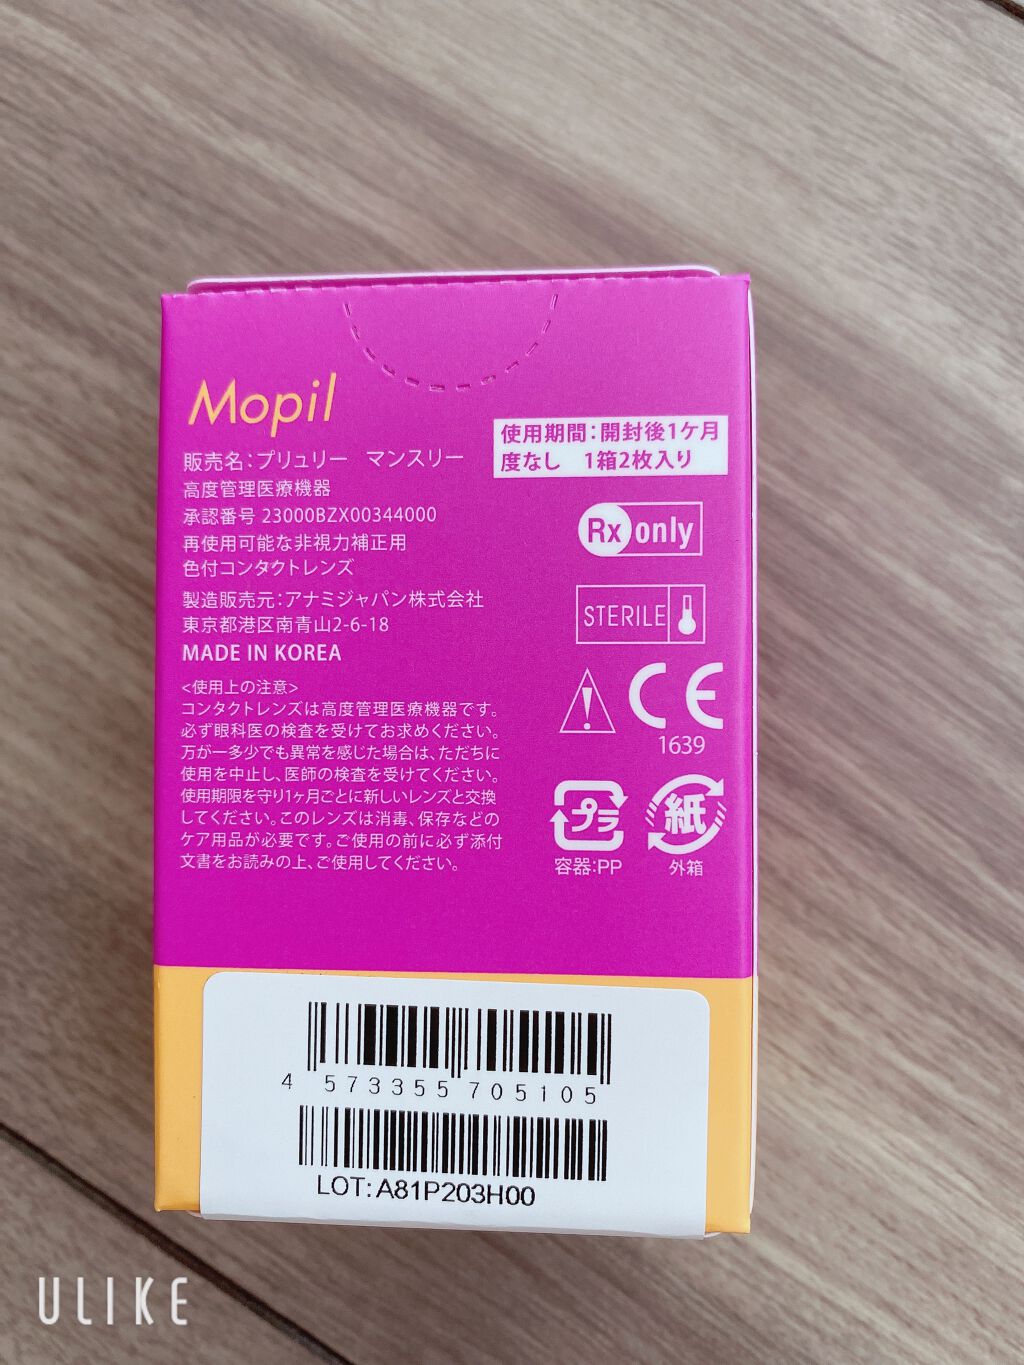 Mopil
販売名：プリュリー　マンスリー
高度管理医療機器
承認番号 23000BZX00344000
再使用可能な非視力補正用
色付コンタクトレンズ
製造販売元：アナミジャパン株式会社
東京都港区南青山2-6-18
MADE IN KOREA
<使用上の注意>
コンタクトレンズは高度管理医療機器です。
必ず眼科医の検査を受けてお求めください。
万が一多少でも異常を感じた場合は、ただちに
使用を中止し、医師の検査を受けてください。
使用期限を守り1ヶ月ごとに新しいレンズと交換
してください。このレンズは消毒、保存などの
ケア用品が必要です。ご使用の前に必ず添付
文書をお読みの上、ご使用してください。
使用期間：開封後1ケ月
度なし　1箱2枚入り
Rx only
STERILE
CE
1639
プラ
容器：PP
紙
外箱
4 573355 705105
LOT: A81P203H00
ULIKE